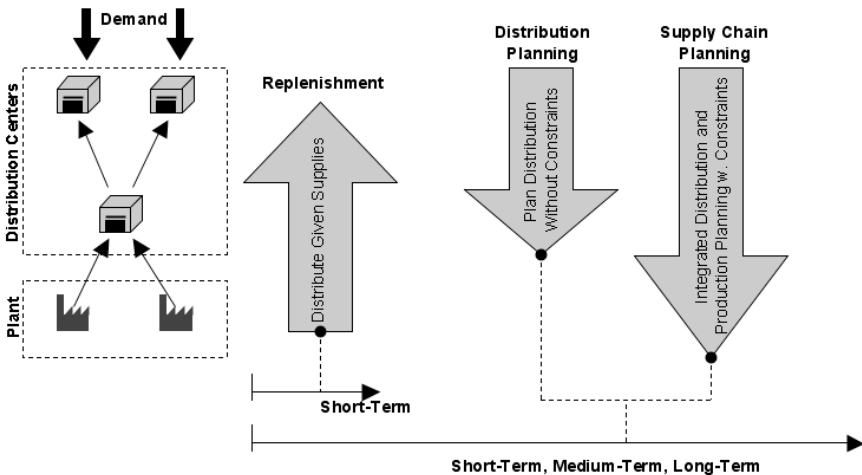 Demand
Distribution Centers
Plant
Replenishment
Distribute Given Supplies
Short-Term
Distribution
Planning
Plan Distribution
Without Constraints
Supply Chain
Planning
Integrated Distribution and
Production Planning w. Constraints
Short-Term, Medium-Term, Long-Term